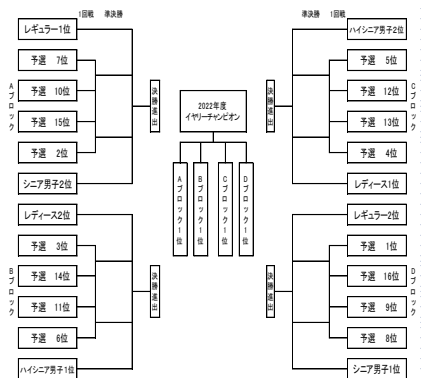 1回戦 準決勝
準決勝 1回戦
レギュラー1位
予選 7位
予選 10位
予選 15位
予選 2位
シニア男子2位
Aブロック
決勝進出
レディース2位
予選 3位
予選 14位
予選 11位
予選 6位
ハイシニア男子1位
Bブロック
決勝進出
2022年度
イヤリーチャンピオン
Aブロック1位
Bブロック1位
Cブロック1位
Dブロック1位
ハイシニア男子2位
予選 5位
予選 12位
予選 13位
予選 4位
レディース1位
Cブロック
決勝進出
レギュラー2位
予選 1位
予選 16位
予選 9位
予選 8位
シニア男子1位
Dブロック
決勝進出